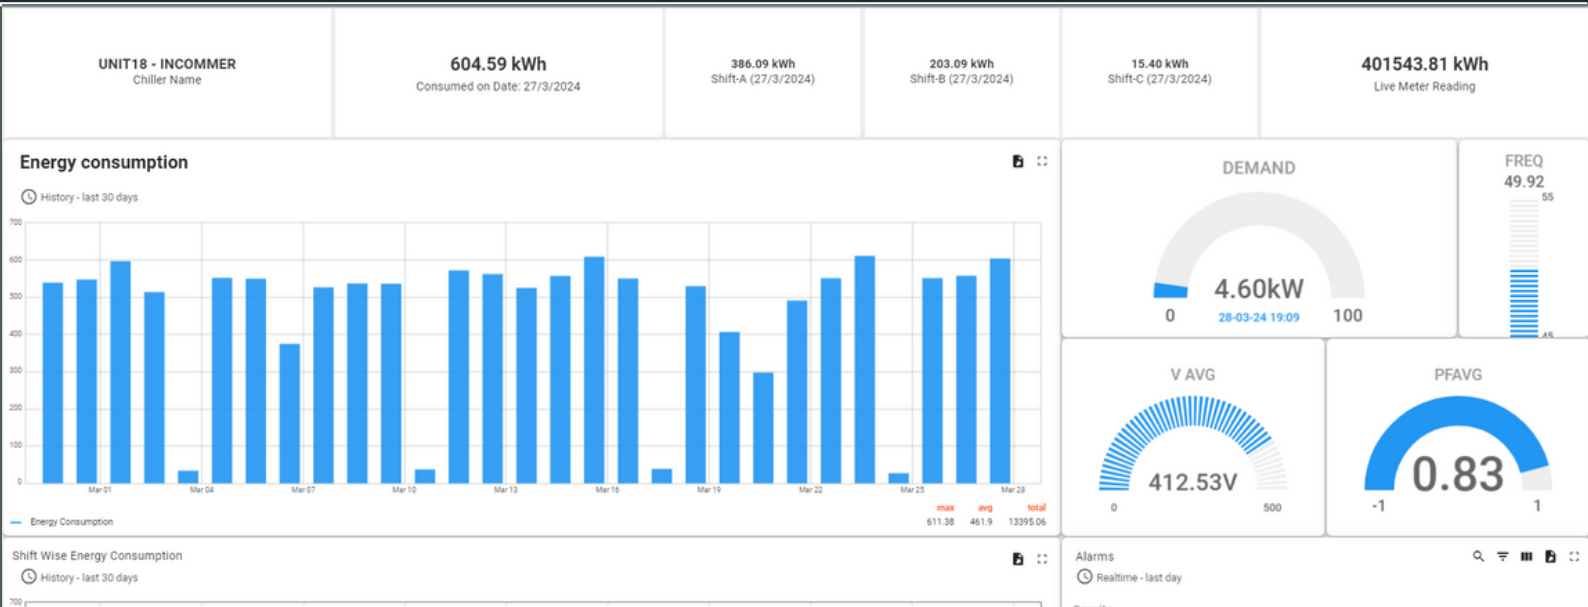 UNIT18 - INCOMMER
Chiller Name
604.59 kWh
Consumed on Date: 27/3/2024
386.09 kWh
Shift-A (27/3/2024)
203.09 kWh
Shift-B (27/3/2024)
15.40 kWh
Shift-C (27/3/2024)
401543.81 kWh
Live Meter Reading
Energy consumption
History - last 30 days
700
600
500
400
300
200
100
0
Mar 01
Mar 04
Mar 07
Mar 10
Mar 13
Mar 16
Mar 19
Mar 22
Mar 25
Mar 28
max
avg
total
Energy Consumption
611.38
461.9
13395.06
DEMAND
4.60kW
0
28-03-24 19:09
100
FREQ
49.92
55
45
V AVG
412.53V
0
500
PFAVG
0.83
-1
1
Shift Wise Energy Consumption
History - last 30 days
700
Alarms
Realtime - last day